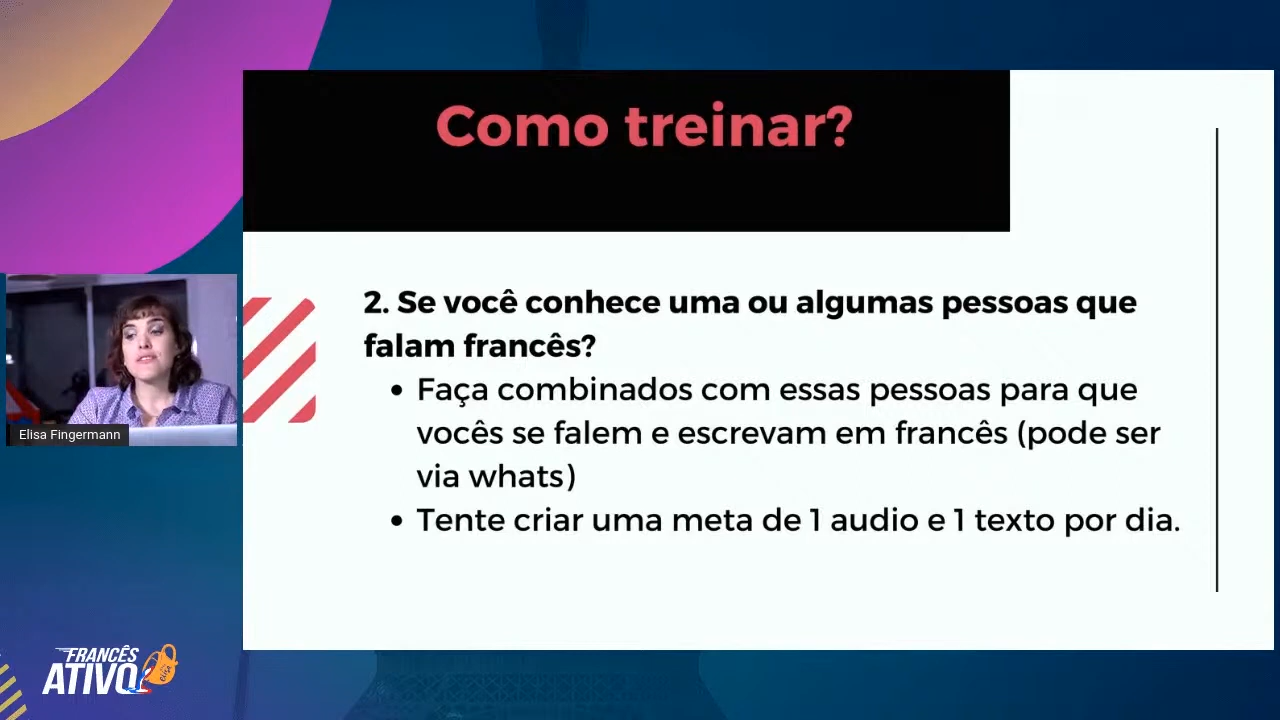 Como treinar?
2. Se você conhece uma ou algumas pessoas que
falam francês?
• Faça combinados com essas pessoas para que
vocês se falem e escrevam em francês (pode ser
via whats)
• Tente criar uma meta de 1 audio e 1 texto por dia.
Elisa Fingermann
FRANCÊS
ATIVO
ELISA